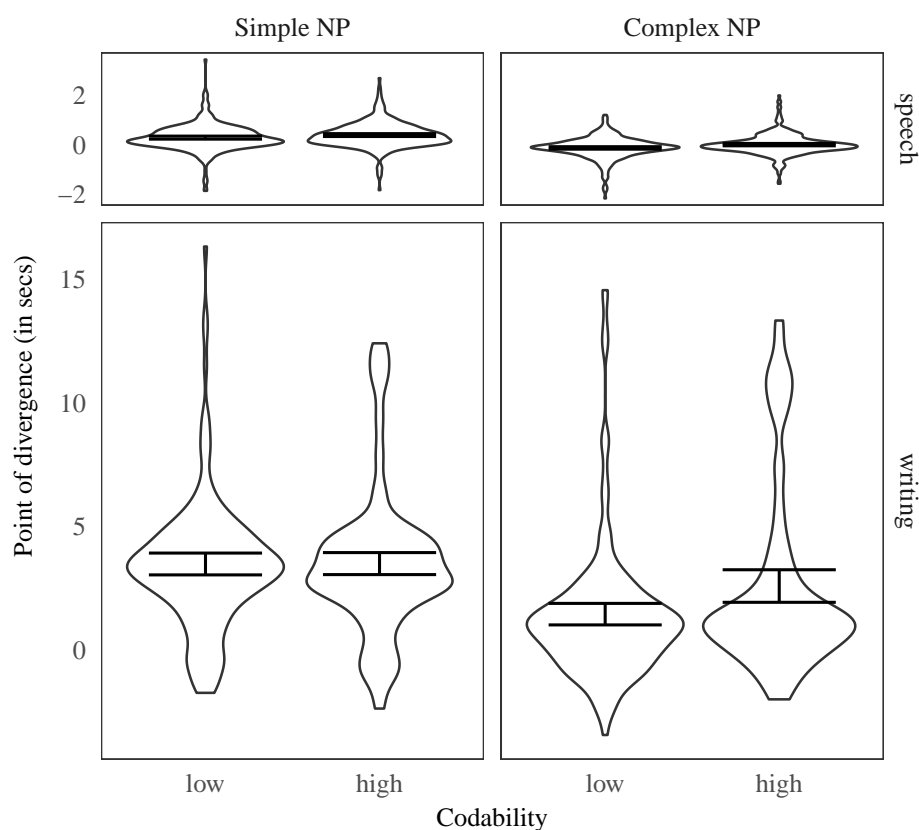 Simple NP
Complex NP
2
0
−2
speech
Point of divergence (in secs)
15
10
5
0
writing
low
high
low
high
Codability